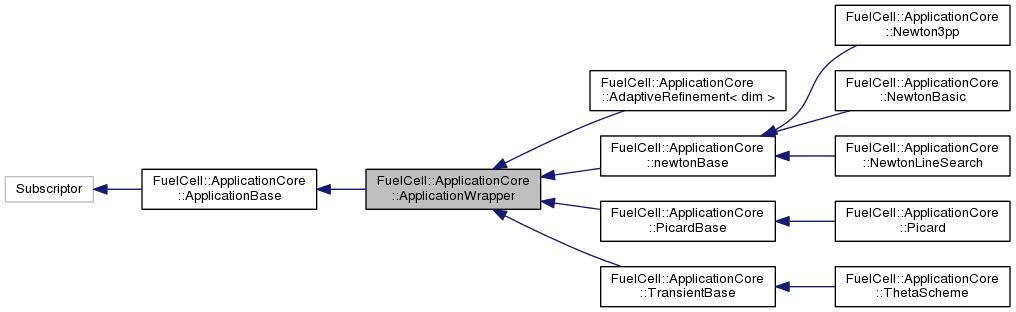 Subscriptor
FuelCell::ApplicationCore
::ApplicationBase
FuelCell::ApplicationCore
::ApplicationWrapper
FuelCell::ApplicationCore
::AdaptiveRefinement< dim >
FuelCell::ApplicationCore
::newtonBase
FuelCell::ApplicationCore
::PicardBase
FuelCell::ApplicationCore
::TransientBase
FuelCell::ApplicationCore
::Newton3pp
FuelCell::ApplicationCore
::NewtonBasic
FuelCell::ApplicationCore
::NewtonLineSearch
FuelCell::ApplicationCore
::Picard
FuelCell::ApplicationCore
::ThetaScheme